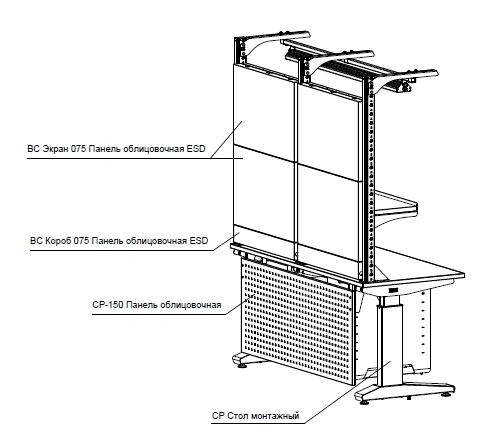 ВС Экран 075 Панель облицовочная ESD
ВС Короб 075 Панель облицовочная ESD
СР-150 Панель облицовочная
СР Стол монтажный